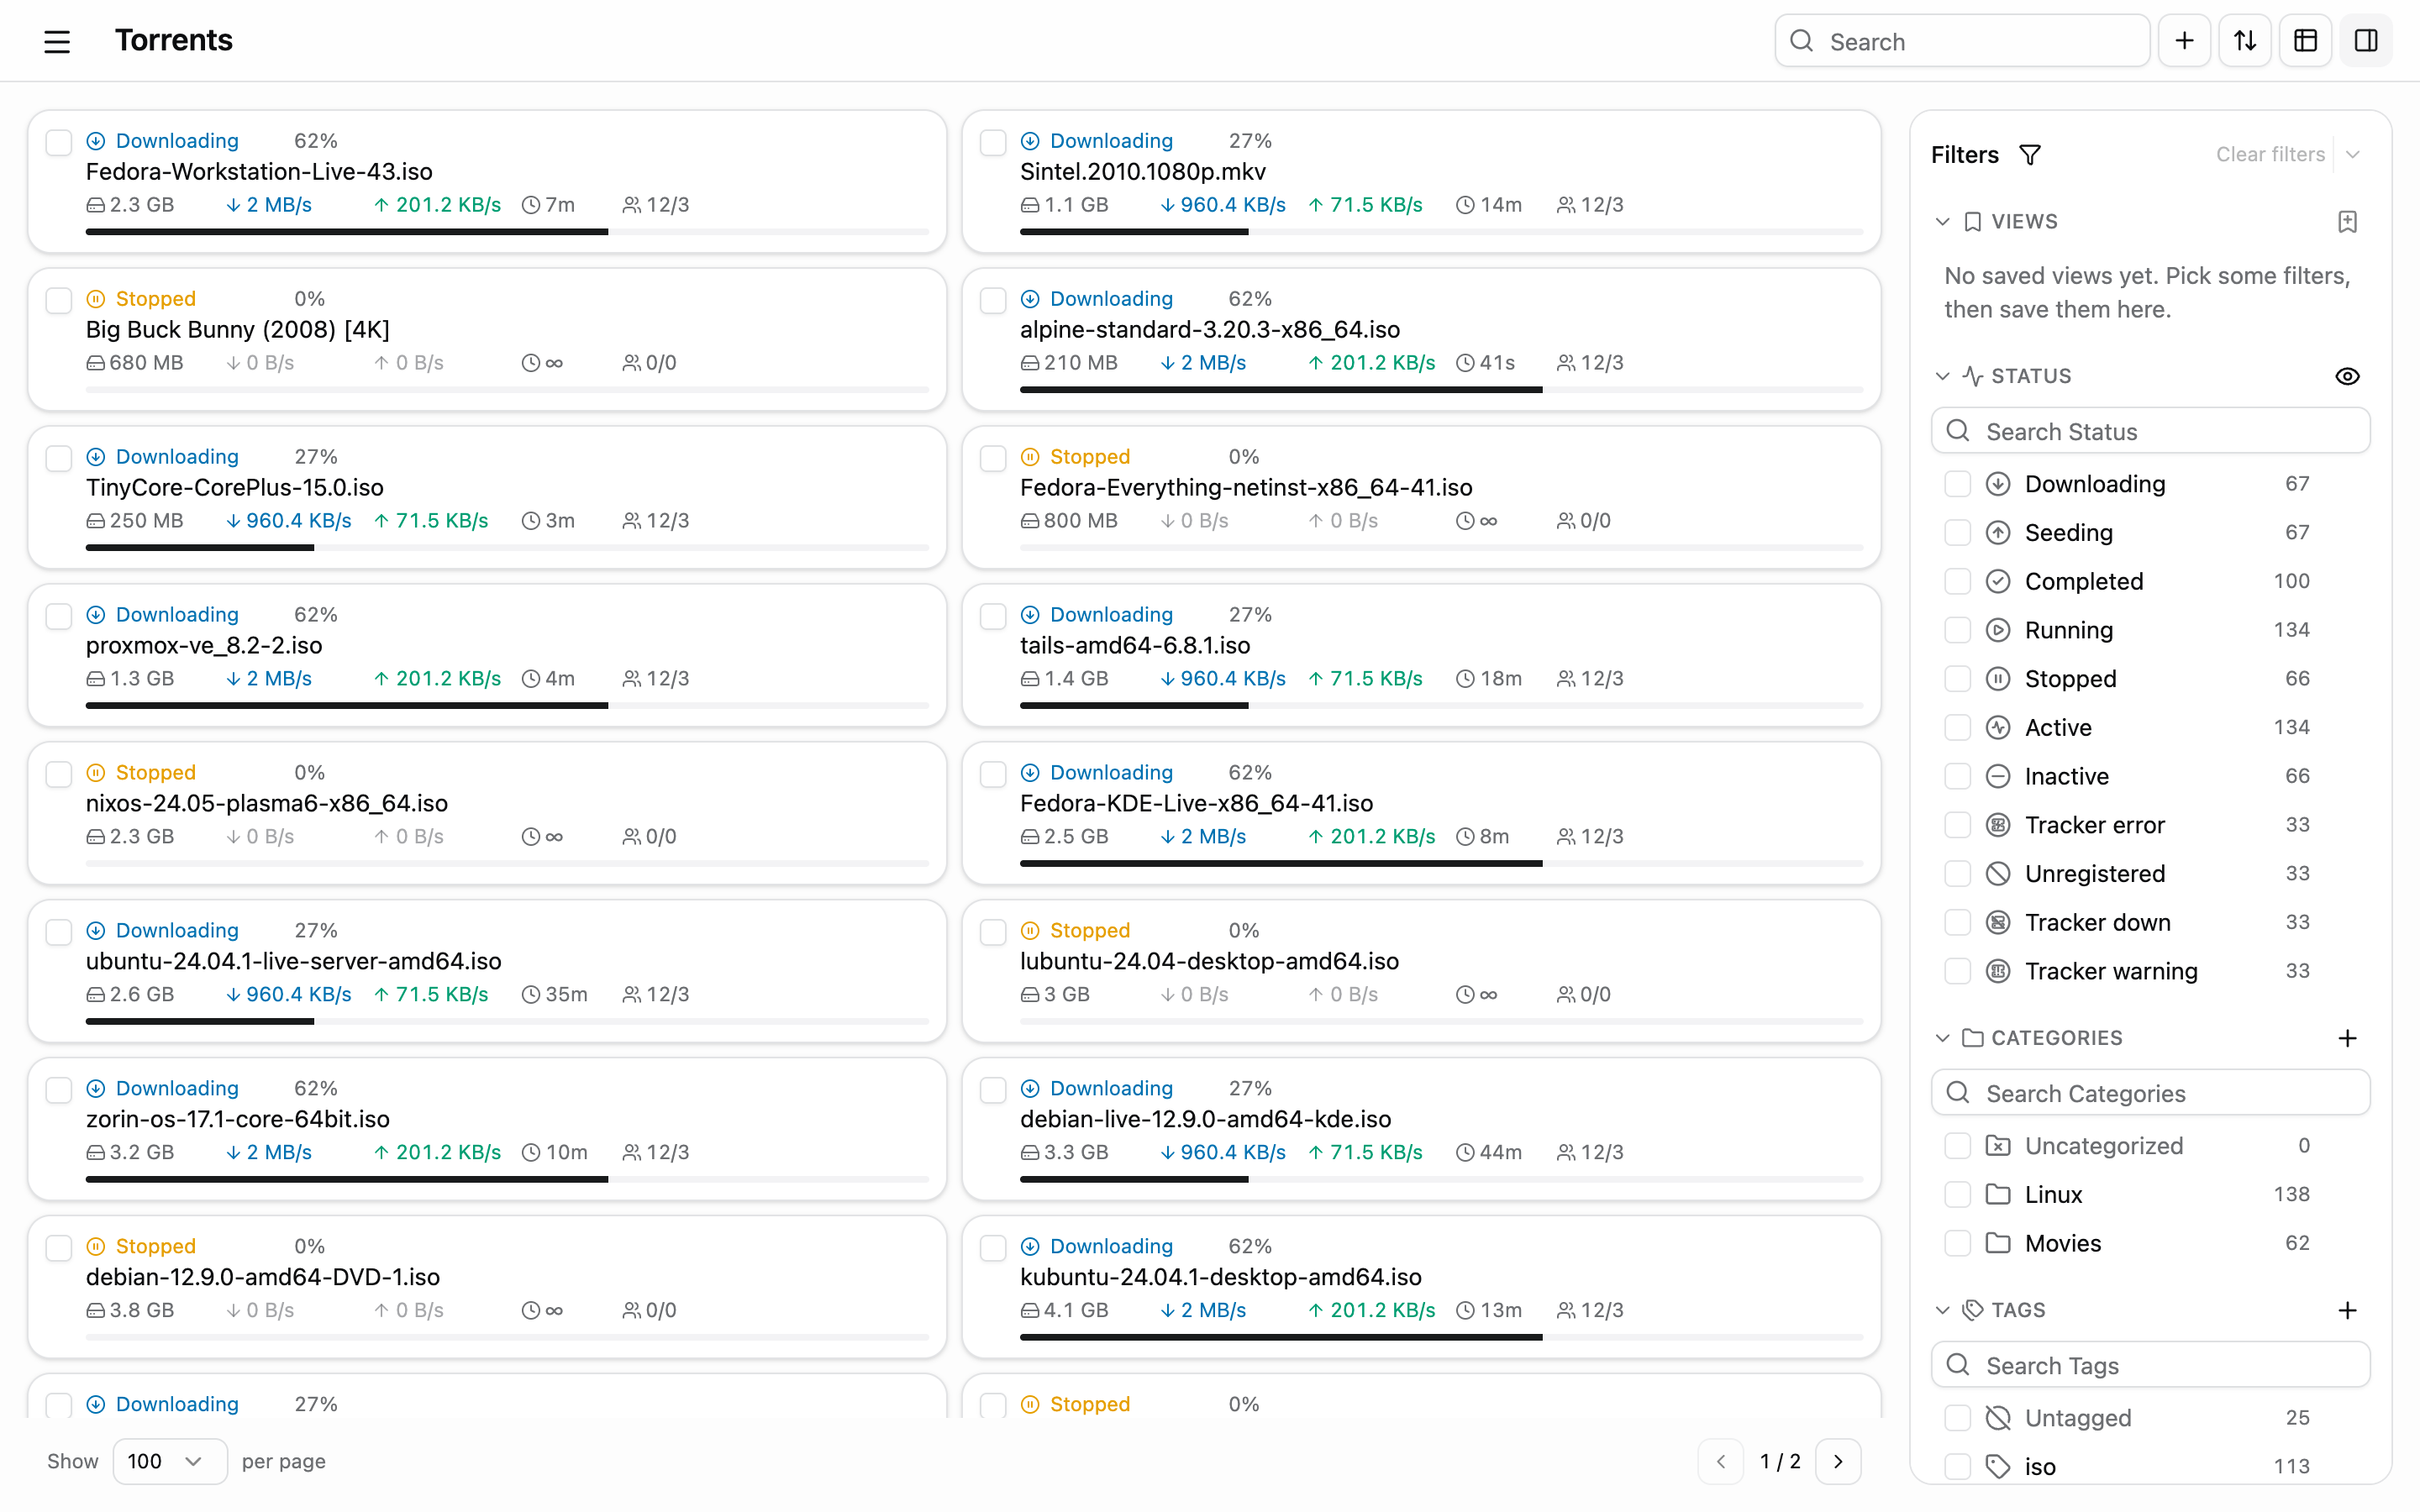 Torrents
Search
Downloading 62%
Fedora-Workstation-Live-43.iso
2.3 GB 2 MB/s 201.2 KB/s 7m 12/3
Downloading 27%
Sintel.2010.1080p.mkv
1.1 GB 960.4 KB/s 71.5 KB/s 14m 12/3
Stopped 0%
Big Buck Bunny (2008) [4K]
680 MB 0 B/s 0 B/s ∞ 0/0
Downloading 62%
alpine-standard-3.20.3-x86_64.iso
210 MB 2 MB/s 201.2 KB/s 41s 12/3
Downloading 27%
TinyCore-CorePlus-15.0.iso
250 MB 960.4 KB/s 71.5 KB/s 3m 12/3
Stopped 0%
Fedora-Everything-netinst-x86_64-41.iso
800 MB 0 B/s 0 B/s ∞ 0/0
Downloading 62%
proxmox-ve_8.2-2.iso
1.3 GB 2 MB/s 201.2 KB/s 4m 12/3
Downloading 27%
tails-amd64-6.8.1.iso
1.4 GB 960.4 KB/s 71.5 KB/s 18m 12/3
Stopped 0%
nixos-24.05-plasma6-x86_64.iso
2.3 GB 0 B/s 0 B/s ∞ 0/0
Downloading 62%
Fedora-KDE-Live-x86_64-41.iso
2.5 GB 2 MB/s 201.2 KB/s 8m 12/3
Downloading 27%
ubuntu-24.04.1-live-server-amd64.iso
2.6 GB 960.4 KB/s 71.5 KB/s 35m 12/3
Stopped 0%
lubuntu-24.04-desktop-amd64.iso
3 GB 0 B/s 0 B/s ∞ 0/0
Downloading 62%
zorin-os-17.1-core-64bit.iso
3.2 GB 2 MB/s 201.2 KB/s 10m 12/3
Downloading 27%
debian-live-12.9.0-amd64-kde.iso
3.3 GB 960.4 KB/s 71.5 KB/s 44m 12/3
Stopped 0%
debian-12.9.0-amd64-DVD-1.iso
3.8 GB 0 B/s 0 B/s ∞ 0/0
Downloading 62%
kubuntu-24.04.1-desktop-amd64.iso
4.1 GB 2 MB/s 201.2 KB/s 13m 12/3
Downloading 27%
Stopped 0%
Show 100 per page
1 / 2
Filters Clear filters
VIEWS
No saved views yet. Pick some filters,
then save them here.
STATUS
Search Status
Downloading 67
Seeding 67
Completed 100
Running 134
Stopped 66
Active 134
Inactive 66
Tracker error 33
Unregistered 33
Tracker down 33
Tracker warning 33
CATEGORIES
Search Categories
Uncategorized 0
Linux 138
Movies 62
TAGS
Search Tags
Untagged 25
iso 113